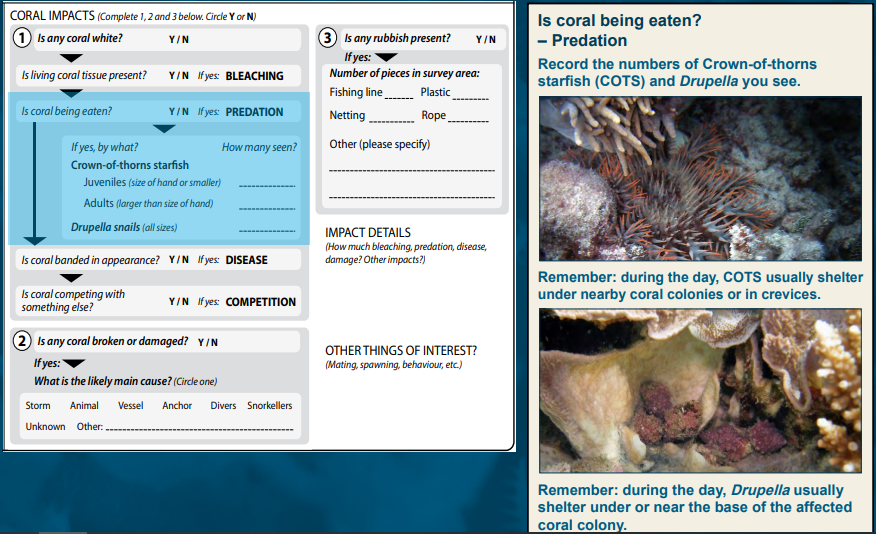 CORAL IMPACTS (Complete 1, 2 and 3 below. Circle Y or N)
1 Is any coral white? Y / N
Is living coral tissue present? Y / N If yes: BLEACHING
Is coral being eaten? Y / N If yes: PREDATION
If yes, by what? How many seen?
Crown-of-thorns starfish
Juveniles (size of hand or smaller) ____________
Adults (larger than size of hand) ____________
Drupella snails (all sizes) ____________
Is coral banded in appearance? Y / N If yes: DISEASE
Is coral competing with
something else? Y / N If yes: COMPETITION
2 Is any coral broken or damaged? Y / N
If yes:
What is the likely main cause? (Circle one)
Storm Animal Vessel Anchor Divers Snorkellers
Unknown Other: ____________
3 Is any rubbish present? Y / N
If yes:
Number of pieces in survey area:
Fishing line ______ Plastic ________
Netting _________ Rope ________
Other (please specify)
IMPACT DETAILS
(How much bleaching, predation, disease,
damage? Other impacts?)
OTHER THINGS OF INTEREST?
(Mating, spawning, behaviour, etc.)
Is coral being eaten?
– Predation
Record the numbers of Crown-of-thorns
starfish (COTS) and Drupella you see.
Remember: during the day, COTS usually shelter
under nearby coral colonies or in crevices.
Remember: during the day, Drupella usually
shelter under or near the base of the affected
coral colony.